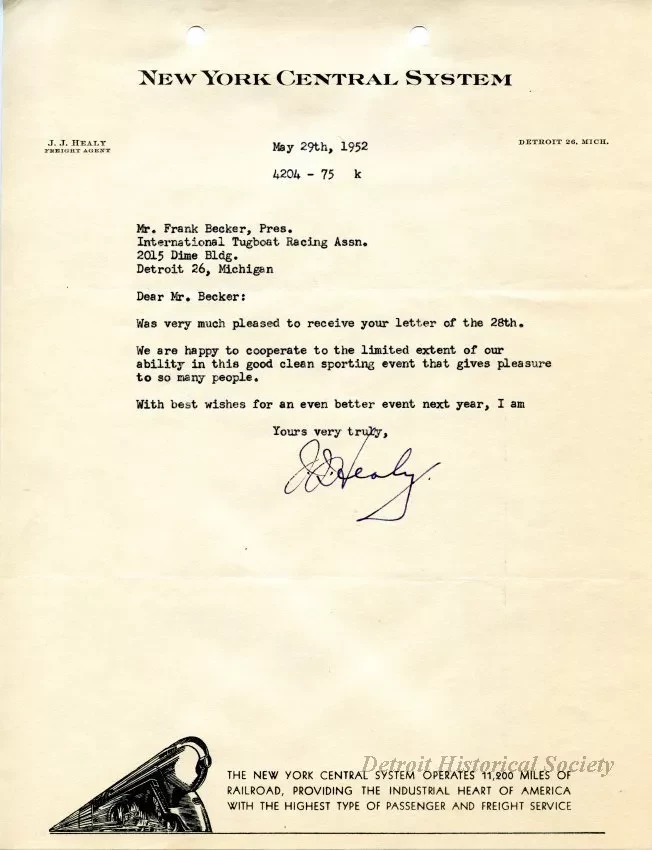 New York Central System
J. J. Healy
Freight Agent
Detroit 26, Mich.
May 29th, 1952
4204 - 75 k
Mr. Frank Becker, Pres.
International Tugboat Racing Assn.
2015 Dime Bldg.
Detroit 26, Michigan
Dear Mr. Becker:
Was very much pleased to receive your letter of the 28th.
We are happy to cooperate to the limited extent of our
ability in this good clean sporting event that gives pleasure
to so many people.
With best wishes for an even better event next year, I am
Yours very truly,
J.J. Healy.
Detroit Historical Society
THE NEW YORK CENTRAL SYSTEM OPERATES 11,200 MILES OF
RAILROAD, PROVIDING THE INDUSTRIAL HEART OF AMERICA
WITH THE HIGHEST TYPE OF PASSENGER AND FREIGHT SERVICE